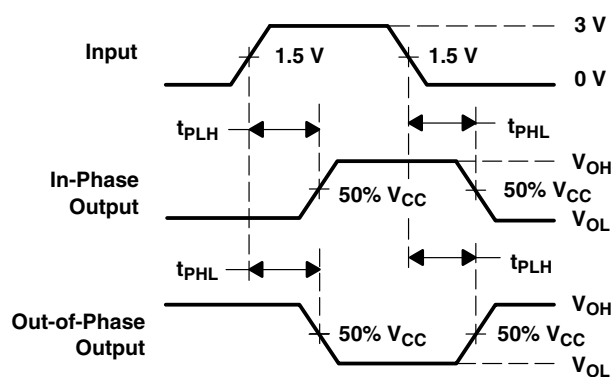 3 V
Input
1.5 V
1.5 V
0 V
tPLH
tPHL
VOH
In-Phase
Output
50% VCC
50% VCC
VOL
tPHL
tPLH
VOH
Out-of-Phase
Output
50% VCC
50% VCC
VOL